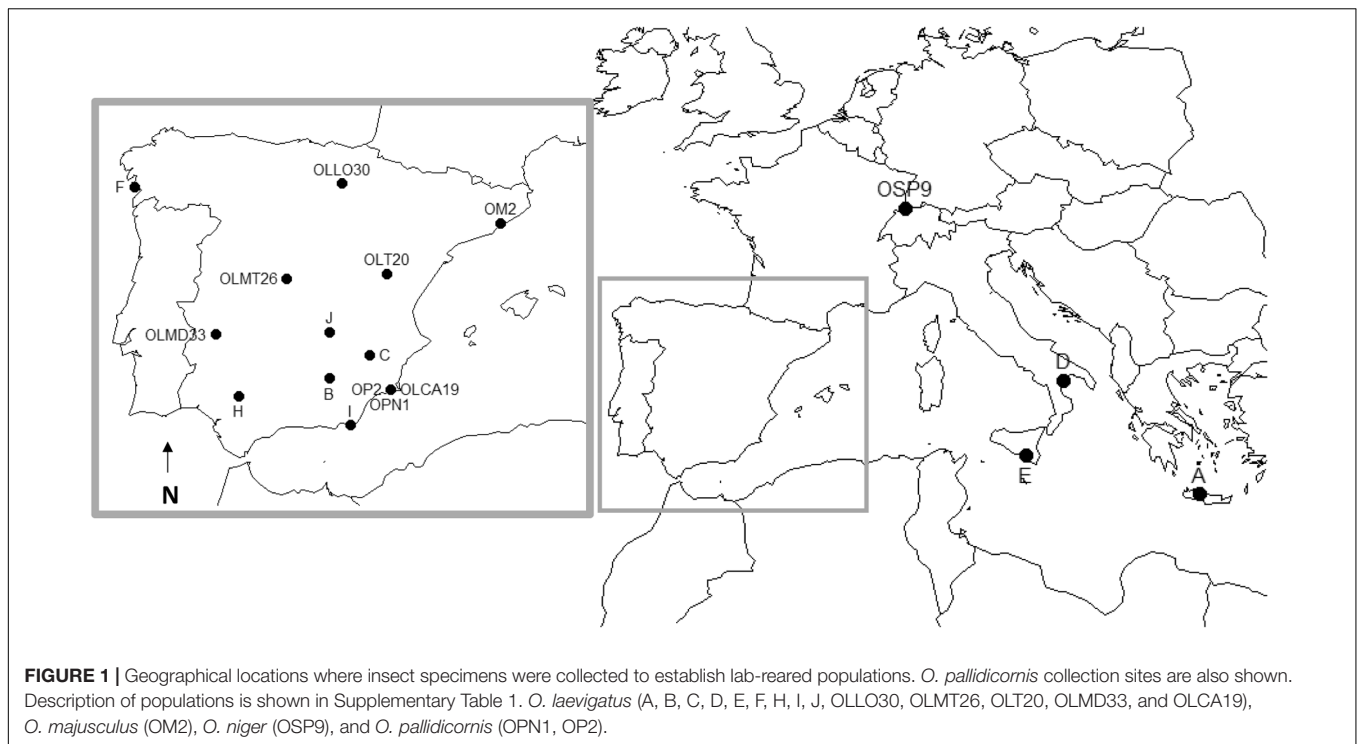 OLLO30
F
OM2
OLT20
OLMT26
J
OLMD33
C
OP2
OLCA19
B
OPN1
H
I
N
OSP9
D
E
A
FIGURE 1 | Geographical locations where insect specimens were collected to establish lab-reared populations. O. pallidicornis collection sites are also shown.
Description of populations is shown in Supplementary Table 1. O. laevigatus (A, B, C, D, E, F, H, I, J, OLLO30, OLMT26, OLT20, OLMD33, and OLCA19),
O. majusculus (OM2), O. niger (OSP9), and O. pallidicornis (OPN1, OP2).